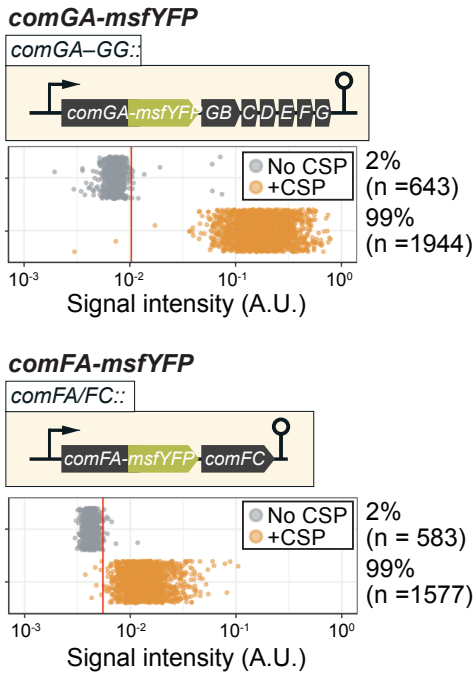 comGA-msfYFP
comGA–GG::
comGA-msfYFP GB C D E F G
No CSP
+CSP
2%
(n =643)
99%
(n =1944)
10-3 10-2 10-1 100
Signal intensity (A.U.)
comFA-msfYFP
comFA/FC::
comFA-msfYFP comFC
No CSP
+CSP
2%
(n = 583)
99%
(n =1577)
10-3 10-2 10-1 100
Signal intensity (A.U.)